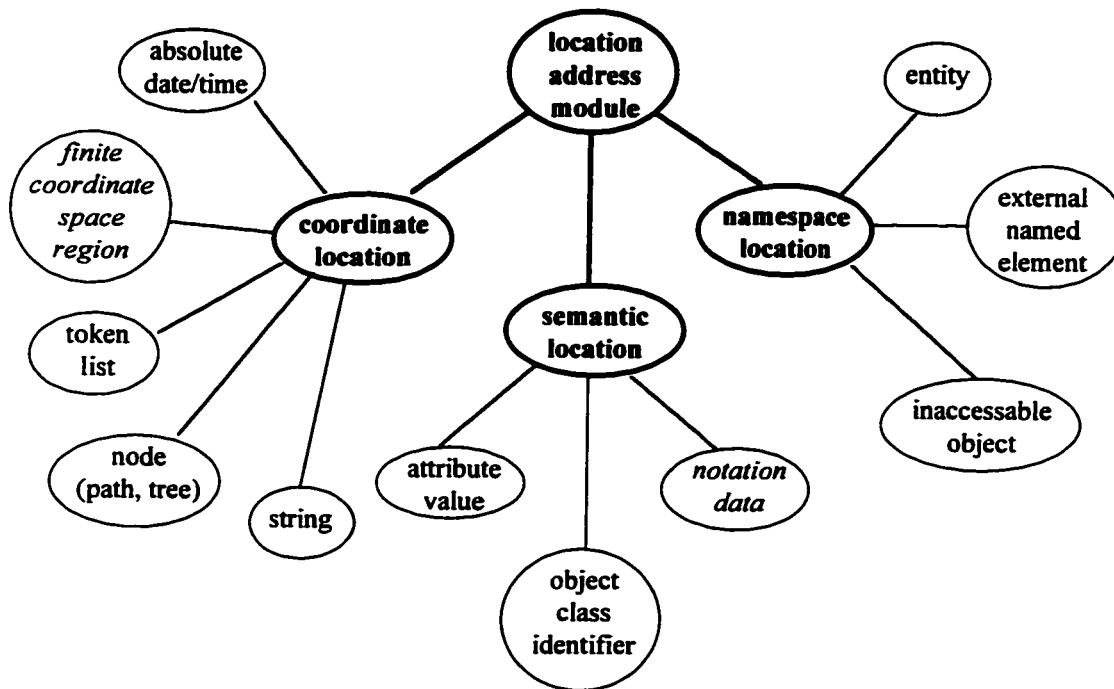 location
address
module
absolute
date/time
finite
coordinate
space
region
token
list
node
(path, tree)
string
coordinate
location
semantic
location
attribute
value
object
class
identifier
notation
data
namespace
location
entity
external
named
element
inaccessable
object